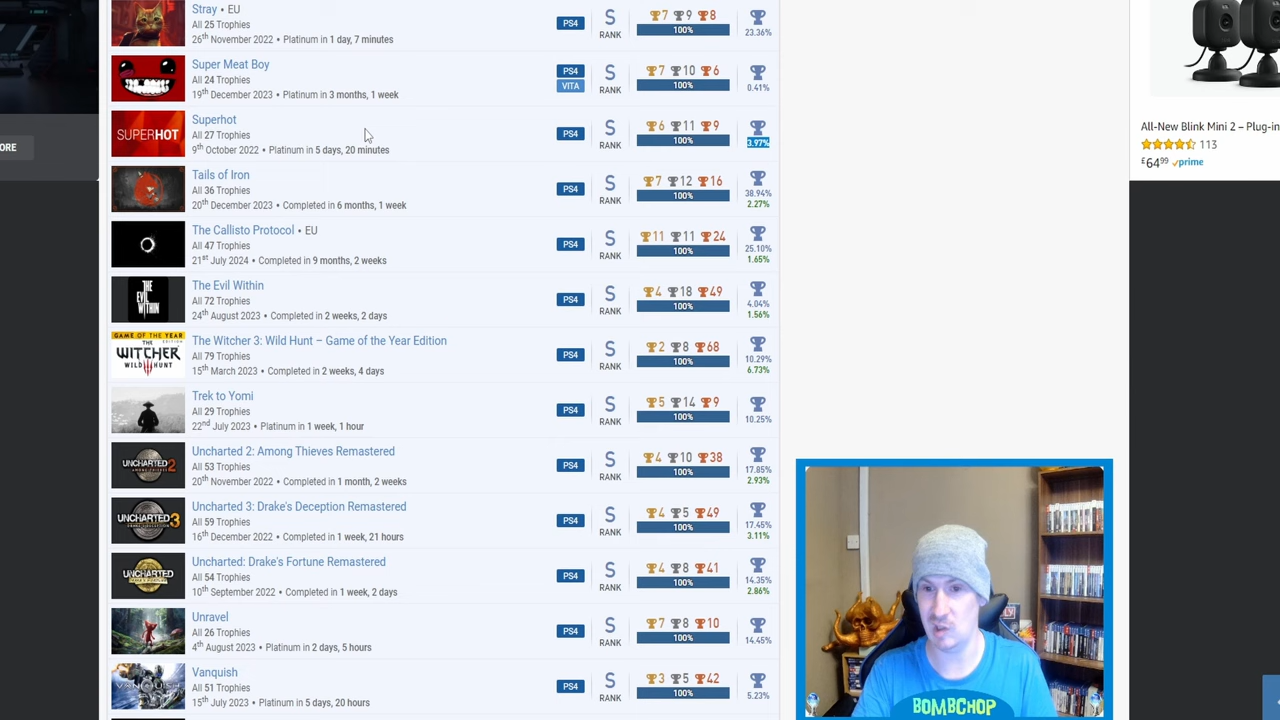 Stray • EU
All 25 Trophies
26th November 2022 • Platinum in 1 day, 7 minutes
PS4
S
RANK
7 9 8
100%
23.36%
Super Meat Boy
All 24 Trophies
19th December 2023 • Platinum in 3 months, 1 week
PS4
VITA
S
RANK
7 10 6
100%
0.41%
SUPERHOT
Superhot
All 27 Trophies
9th October 2022 • Platinum in 5 days, 20 minutes
PS4
S
RANK
6 11 9
100%
3.97%
Tails of Iron
All 36 Trophies
20th December 2023 • Completed in 6 months, 1 week
PS4
S
RANK
7 12 16
100%
38.94%
2.27%
The Callisto Protocol • EU
All 47 Trophies
21st July 2024 • Completed in 9 months, 2 weeks
PS4
S
RANK
11 11 24
100%
25.10%
1.65%
THE EVIL WITHIN
The Evil Within
All 72 Trophies
24th August 2023 • Completed in 2 weeks, 2 days
PS4
S
RANK
4 18 49
100%
4.04%
1.56%
GAME OF THE YEAR
THE
WITCHER
WILD HUNT
The Witcher 3: Wild Hunt – Game of the Year Edition
All 79 Trophies
15th March 2023 • Completed in 2 weeks, 4 days
PS4
S
RANK
2 8 68
100%
10.29%
6.73%
Trek to Yomi
All 29 Trophies
22nd July 2023 • Platinum in 1 week, 1 hour
PS4
S
RANK
5 14 9
100%
10.25%
UNCHARTED 2
Uncharted 2: Among Thieves Remastered
All 53 Trophies
20th November 2022 • Completed in 1 month, 2 weeks
PS4
S
RANK
4 10 38
100%
17.85%
2.93%
UNCHARTED 3
Uncharted 3: Drake's Deception Remastered
All 59 Trophies
16th December 2022 • Completed in 1 week, 21 hours
PS4
S
RANK
4 5 49
100%
17.45%
3.11%
UNCHARTED
Uncharted: Drake's Fortune Remastered
All 54 Trophies
10th September 2022 • Completed in 1 week, 2 days
PS4
S
RANK
4 8 41
100%
14.35%
2.86%
Unravel
All 26 Trophies
4th August 2023 • Platinum in 2 days, 5 hours
PS4
S
RANK
7 8 10
100%
14.45%
VANQUISH
Vanquish
All 51 Trophies
15th July 2023 • Platinum in 5 days, 20 hours
PS4
S
RANK
3 5 42
100%
5.23%
ORE
All-New Blink Mini 2 – Plug-in
113
£64.99 prime
BOMBCHOP